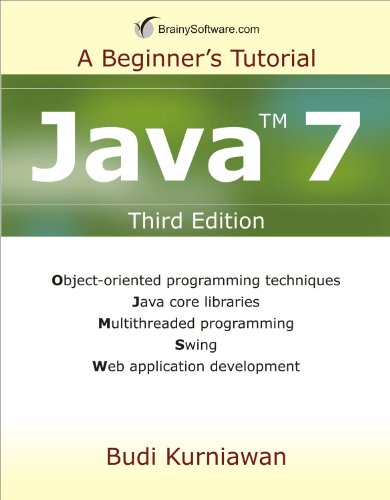 BrainySoftware.com
A Beginner's Tutorial
Java™ 7
Third Edition
Object-oriented programming techniques
Java core libraries
Multithreaded programming
Swing
Web application development
Budi Kurniawan